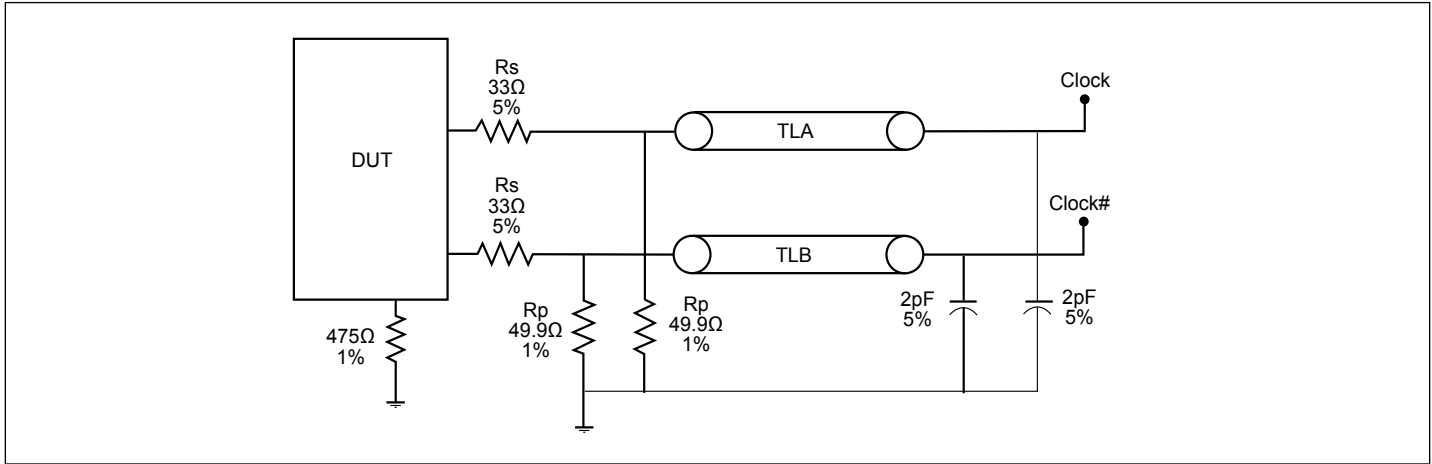 Rs
33Ω
5%
Clock
TLA
DUT
Rs
33Ω
5%
Clock#
TLB
475Ω
1%
Rp
49.9Ω
1%
Rp
49.9Ω
1%
2pF
5%
2pF
5%